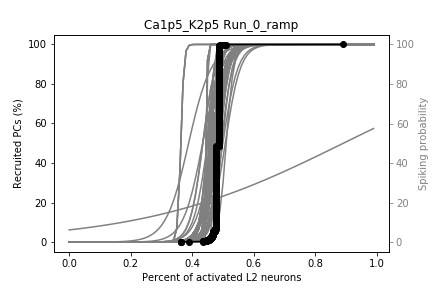 Ca1p5_K2p5 Run_0_ramp
100
80
60
40
20
0
Recruited PCs (%)
100
80
60
40
20
0
Spiking probability
0.0 0.2 0.4 0.6 0.8 1.0
Percent of activated L2 neurons